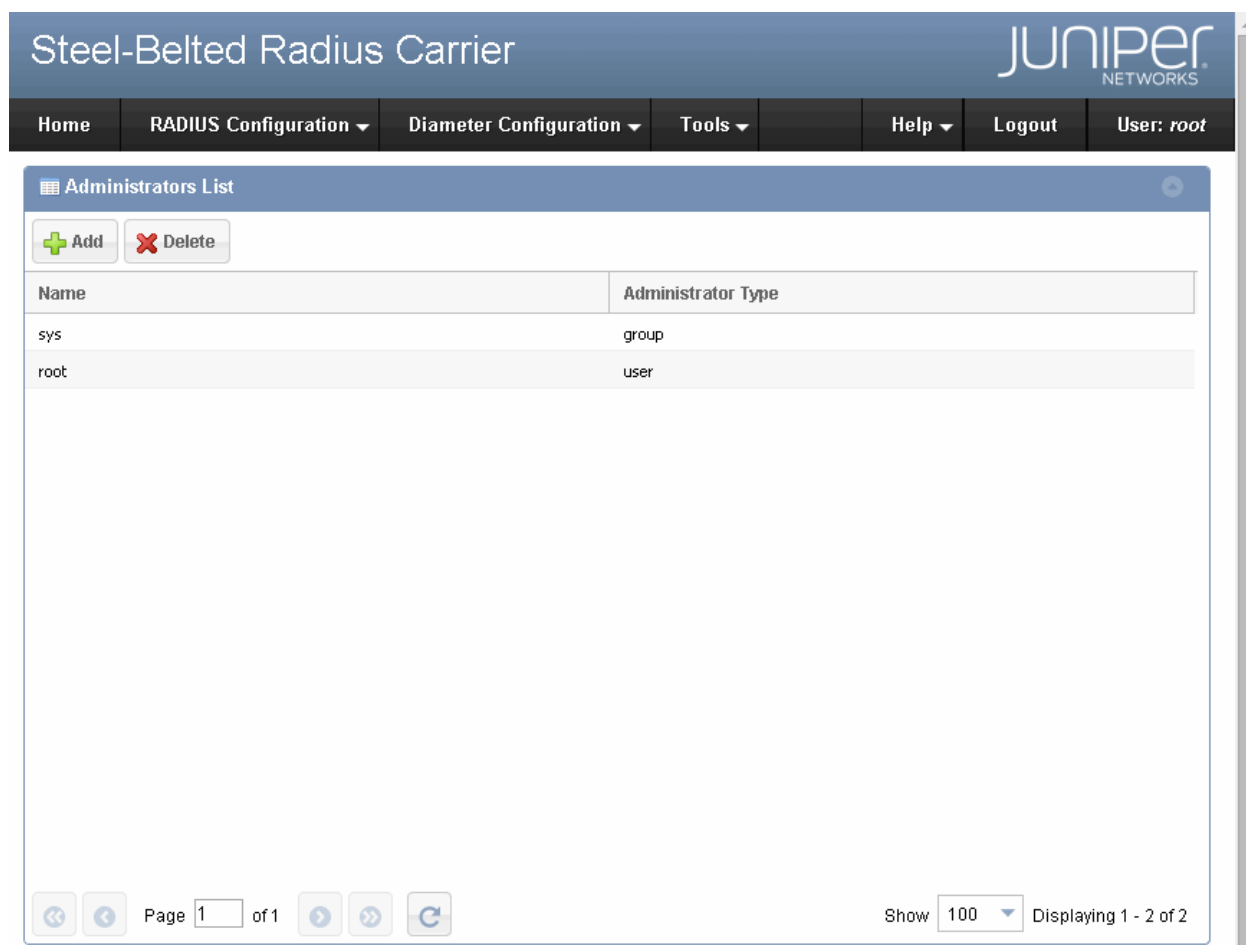 Steel-Belted Radius Carrier
JUNIPER
NETWORKS
Home RADIUS Configuration Diameter Configuration Tools Help Logout User: root
Administrators List
Add Delete
Name Administrator Type
sys group
root user
Page 1 of 1 Show 100 Displaying 1 - 2 of 2